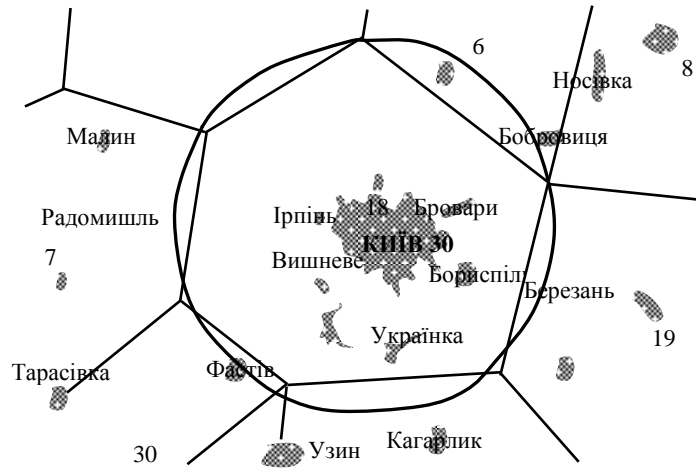 6
8
Носівка
Малин
Бобровиця
Радомишль
Ірпінь
18
Бровари
КИЇВ 30
7
Вишневе
Бориспіль
Березань
19
Українка
Тарасівка
Фастів
30
Узин
Кагарлик